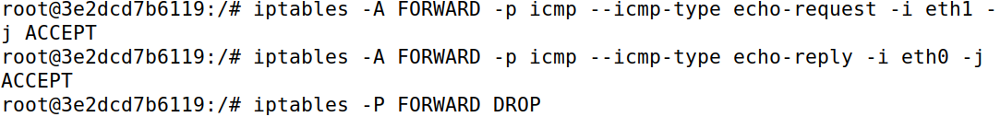 root@3e2dcd7b6119:/# iptables -A FORWARD -p icmp --icmp-type echo-request -i eth1 -
j ACCEPT
root@3e2dcd7b6119:/# iptables -A FORWARD -p icmp --icmp-type echo-reply -i eth0 -j
ACCEPT
root@3e2dcd7b6119:/# iptables -P FORWARD DROP